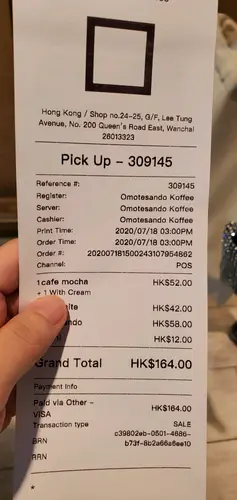 Hong Kong / Shop no.24-25, G/F, Lee Tung
Avenue, No. 200 Queen's Road East, Wanchai
26013323
Pick Up - 309145
Reference #: 309145
Register: Omotesando Koffee
Server: Omotesando Koffee
Cashier: Omotesando Koffee
Print Time: 2020/07/18 03:00PM
Order Time: 2020/07/18 03:00PM
Order #: 202007181500243107954862
Channel: POS
1 cafe mocha HK$52.00
+ 1 With Cream
HK$42.00
HK$58.00
HK$12.00
Grand Total HK$164.00
Payment Info
Paid via Other - VISA HK$164.00
Transaction type SALE
BRN c39802eb-0501-4686-
b73f-8b2a66a6ee10
RRN
*